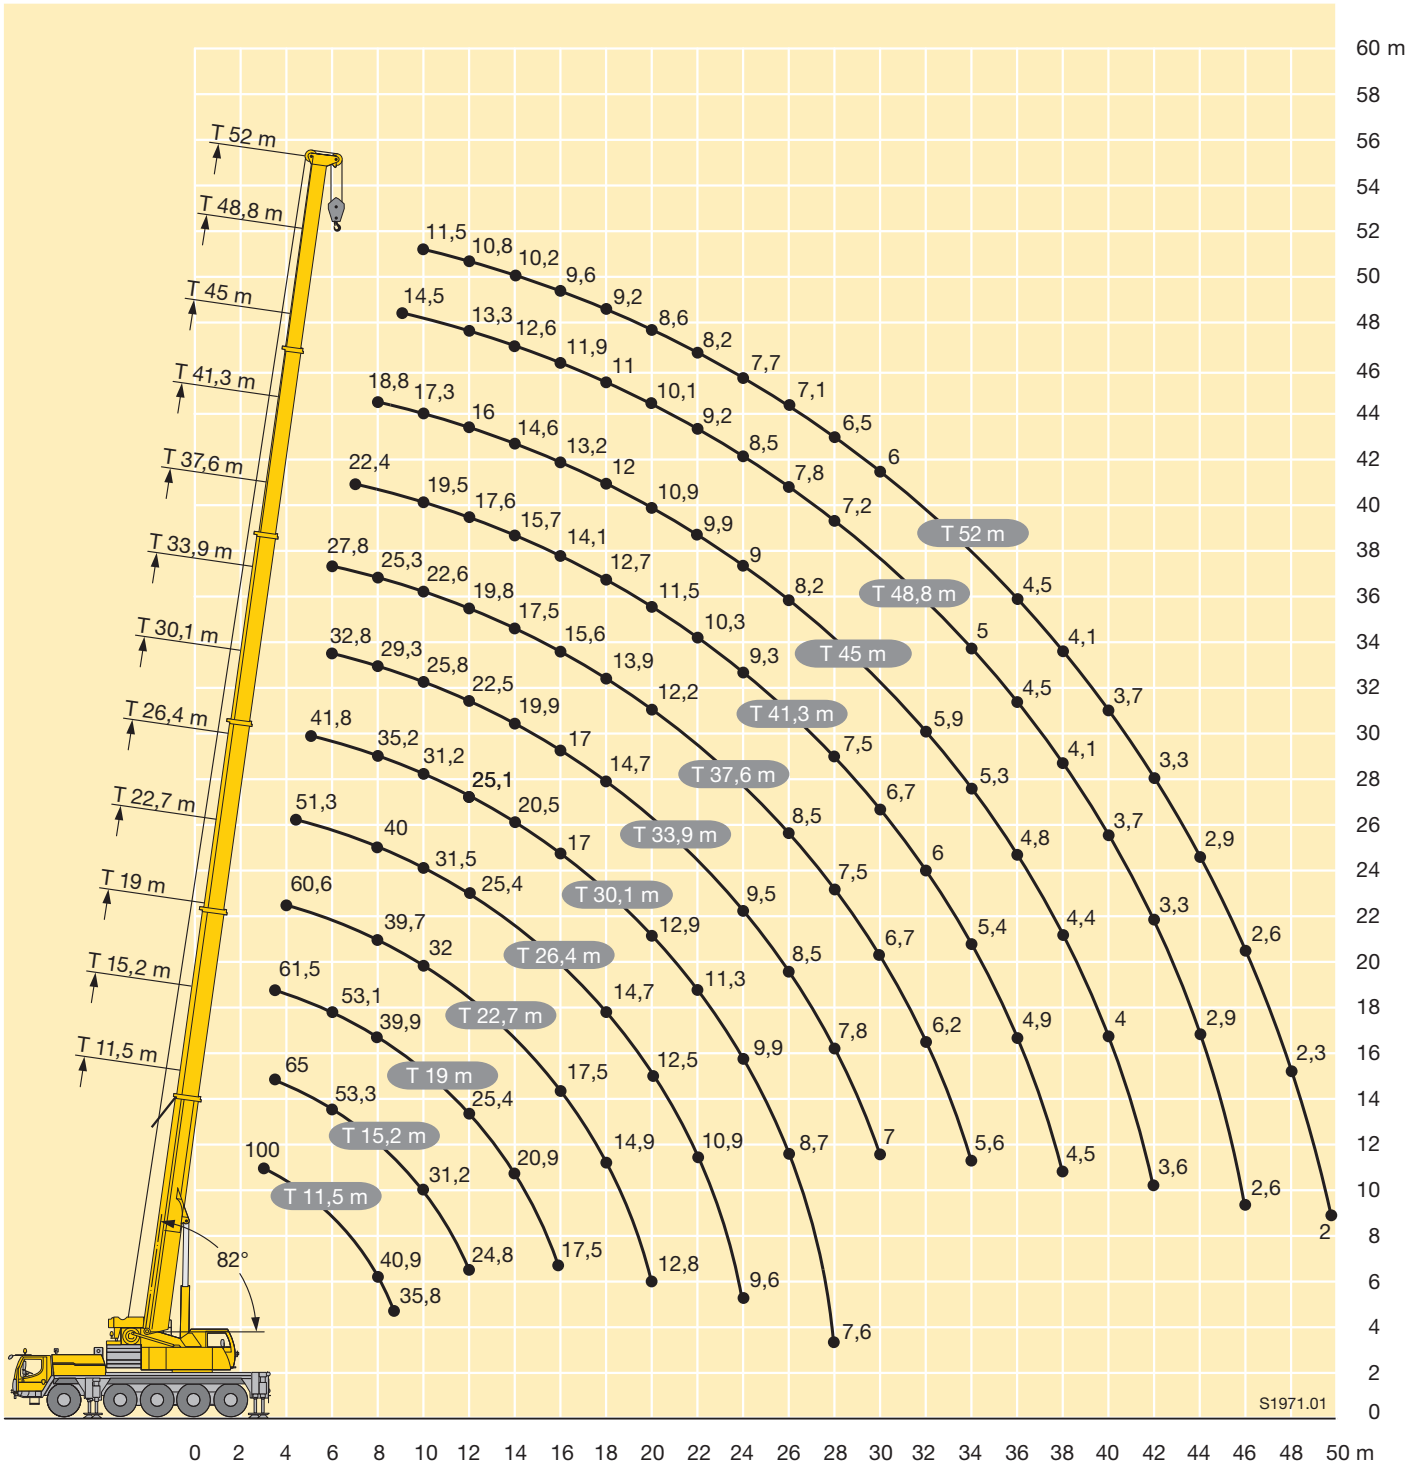 60 m
58
56
54
52
50
48
46
44
42
40
38
36
34
32
30
28
26
24
22
20
18
16
14
12
10
8
6
4
2
0
T 52 m
T 48,8 m
T 45 m
T 41,3 m
T 37,6 m
T 33,9 m
T 30,1 m
T 26,4 m
T 22,7 m
T 19 m
T 15,2 m
T 11,5 m
82°
11,5 10,8 10,2 9,6 9,2 8,6 8,2 7,7 7,1 6,5 6 T 52 m 4,5 4,1 3,7 3,3 2,9 2,6 2,3 2
14,5 13,3 12,6 11,9 11 10,1 9,2 8,5 7,8 7,2 T 48,8 m 5 4,5 4,1 3,7 3,3 2,9 2,6
18,8 17,3 16 14,6 13,2 12 10,9 9,9 9 8,2 T 45 m 5,9 5,3 4,8 4,4 4 3,6
22,4 19,5 17,6 15,7 14,1 12,7 11,5 10,3 9,3 T 41,3 m 7,5 6,7 6 5,4 4,9 4,5
27,8 25,3 22,6 19,8 17,5 15,6 13,9 12,2 T 37,6 m 8,5 7,5 6,7 6,2 5,6
32,8 29,3 25,8 22,5 19,9 17 14,7 T 33,9 m 9,5 8,5 7,8 7
41,8 35,2 31,2 25,1 20,5 17 T 30,1 m 12,9 11,3 9,9 8,7 7,6
51,3 40 31,5 25,4 T 26,4 m 14,7 12,5 10,9 9,6
60,6 39,7 32 T 22,7 m 17,5 14,9 12,8
61,5 53,1 39,9 T 19 m 25,4 20,9 17,5
65 53,3 T 15,2 m 31,2 24,8
100 T 11,5 m 40,9 35,8
S1971.01
0 2 4 6 8 10 12 14 16 18 20 22 24 26 28 30 32 34 36 38 40 42 44 46 48 50 m